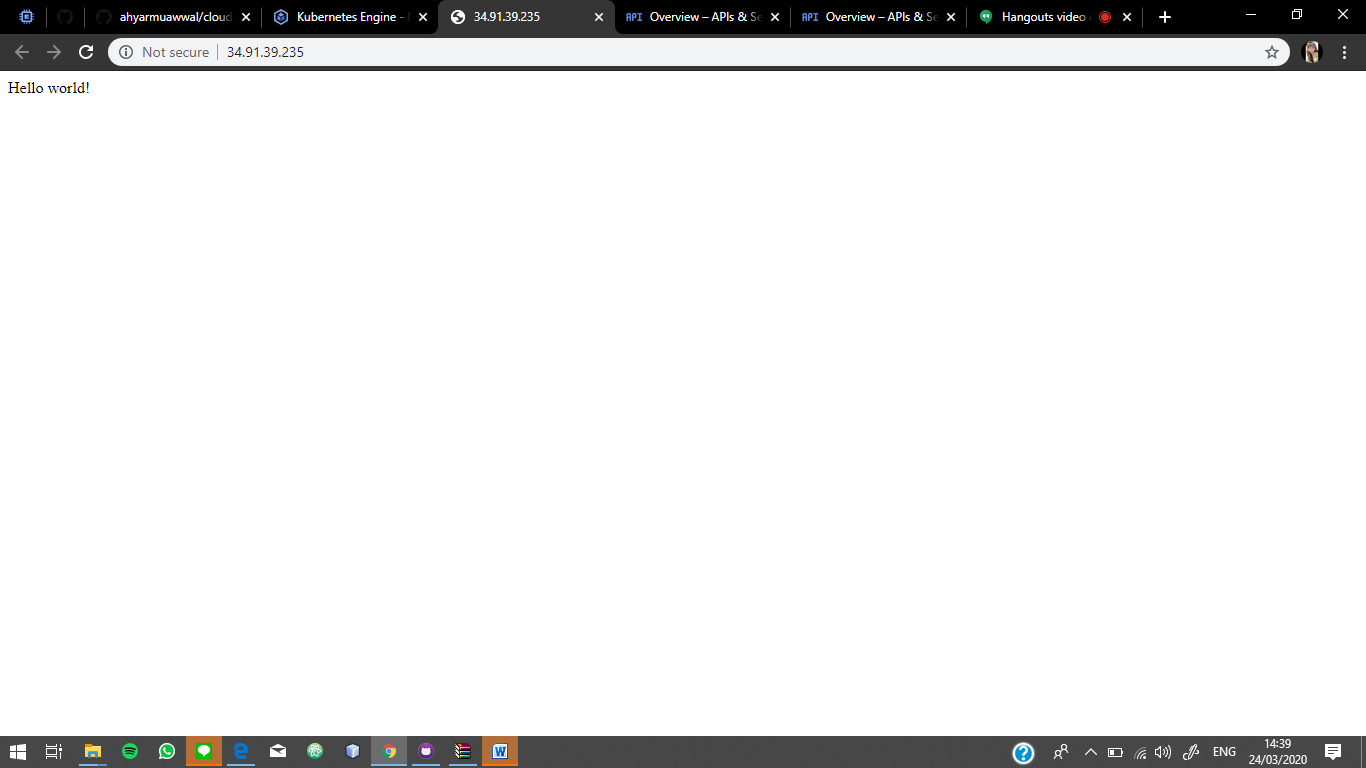 ahyarmuawwal/cloud
Kubernetes Engine -
34.91.39.235
API Overview – APIs & Se
API Overview – APIs & Se
Hangouts video
Not secure 34.91.39.235
Hello world!
W
ENG
14:39
24/03/2020